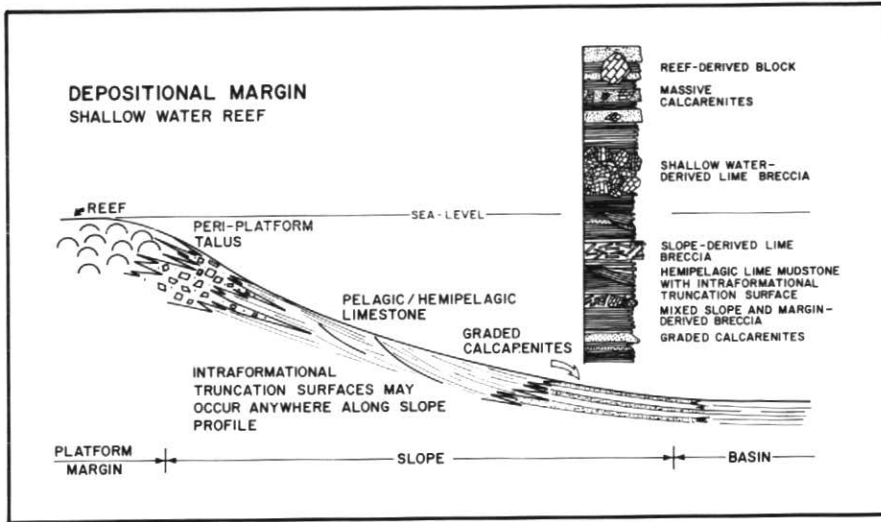 DEPOSITIONAL MARGIN
SHALLOW WATER REEF
REEF
SEA-LEVEL
PERI-PLATFORM
TALUS
PELAGIC/HEMIPELAGIC
LIMESTONE
GRADED
CALCARENITES
INTRAFORMATIONAL
TRUNCATION SURFACES MAY
OCCUR ANYWHERE ALONG SLOPE
PROFILE
PLATFORM
MARGIN
SLOPE
BASIN
REEF-DERIVED BLOCK
MASSIVE
CALCARENITES
SHALLOW WATER-
DERIVED LIME BRECCIA
SLOPE-DERIVED LIME
BRECCIA
HEMIPELAGIC LIME MUDSTONE
WITH INTRAFORMATIONAL
TRUNCATION SURFACE
MIXED SLOPE AND MARGIN-
DERIVED BRECCIA
GRADED CALCARENITES